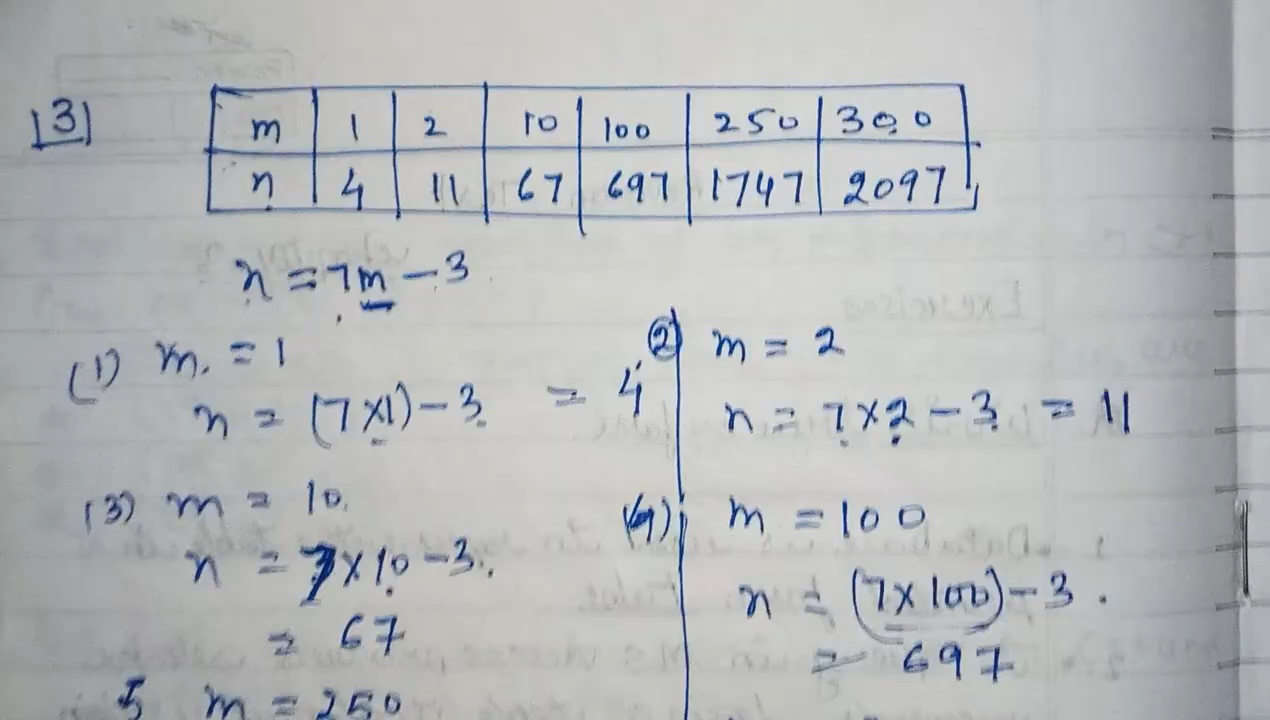 13)
m 1 2 10 100 250 300
n 4 11 67 697 1747 2097
n = 7m - 3
(1) m = 1
n = (7×1) - 3 = 4
(2) m = 2
n = 7×2 - 3 = 11
(3) m = 10
n = 7×10 - 3
= 67
(4) m = 100
n = (7×100) - 3.
= 697
5 m = 250